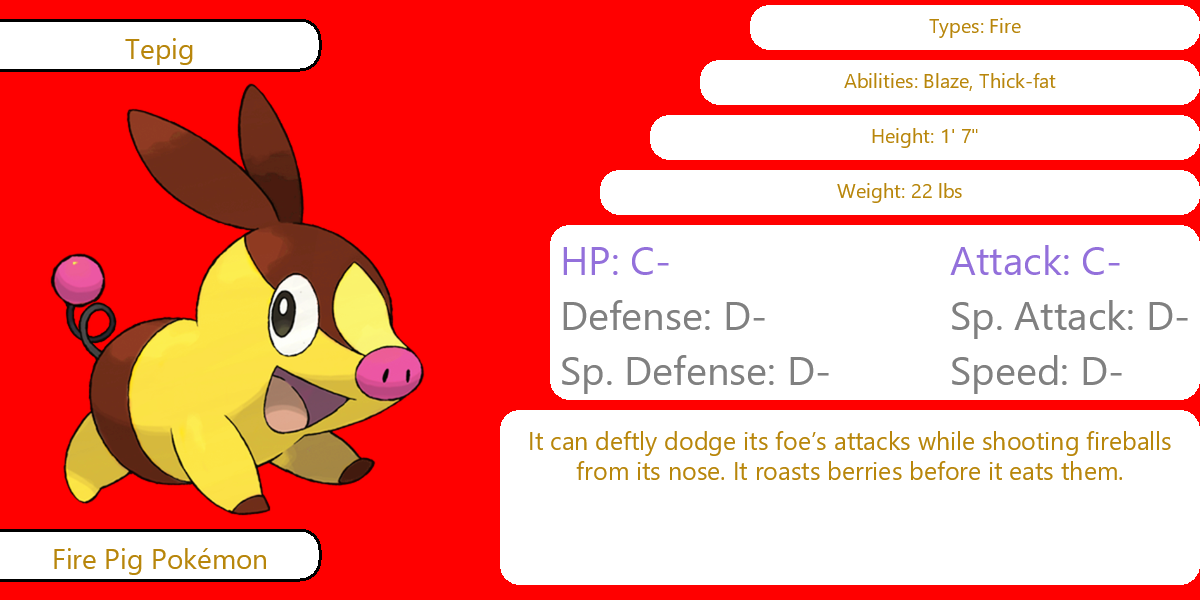 Tepig
Types: Fire
Abilities: Blaze, Thick-fat
Height: 1' 7"
Weight: 22 lbs
HP: C-
Attack: C-
Defense: D-
Sp. Attack: D-
Sp. Defense: D-
Speed: D-
It can deftly dodge its foe’s attacks while shooting fireballs
from its nose. It roasts berries before it eats them.
Fire Pig Pokémon